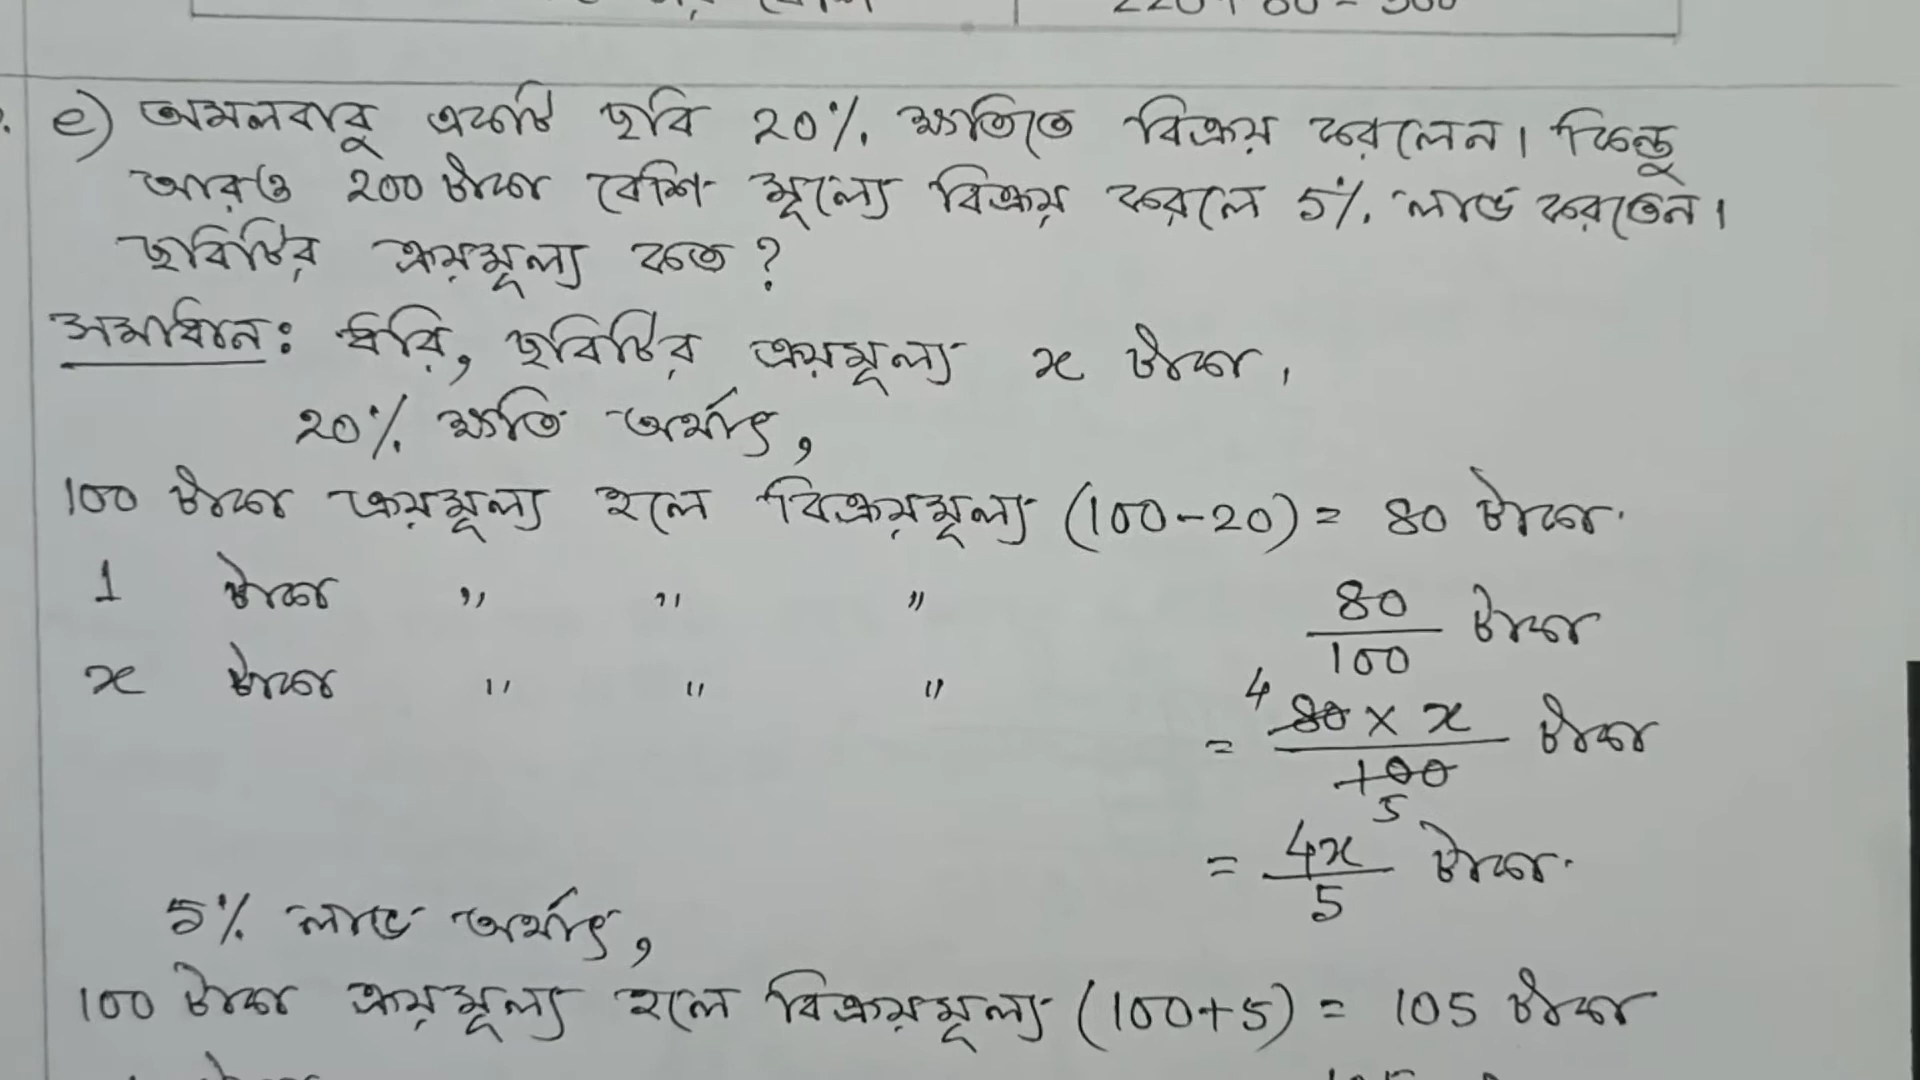 e) অমলবাবু একটি ছবি 20% ক্ষতিতে বিক্রয় করলেন। কিন্তু
আরও 200 টাকা বেশি মূল্যে বিক্রয় করলে 5% লাভ করতেন।
ছবিটির ক্রয়মূল্য কত?
সমাধান: ধরি, ছবিটির ক্রয়মূল্য x টাকা,
20% ক্ষতি অর্থাৎ,
100 টাকা ক্রয়মূল্য হলে বিক্রয়মূল্য (100-20) = 80 টাকা
1 টাকা " " " 80/100 টাকা
x টাকা " " " = 4 80 × x / 100 5 টাকা
= 4x/5 টাকা
5% লাভ অর্থাৎ,
100 টাকা ক্রয়মূল্য হলে বিক্রয়মূল্য (100+5) = 105 টাকা